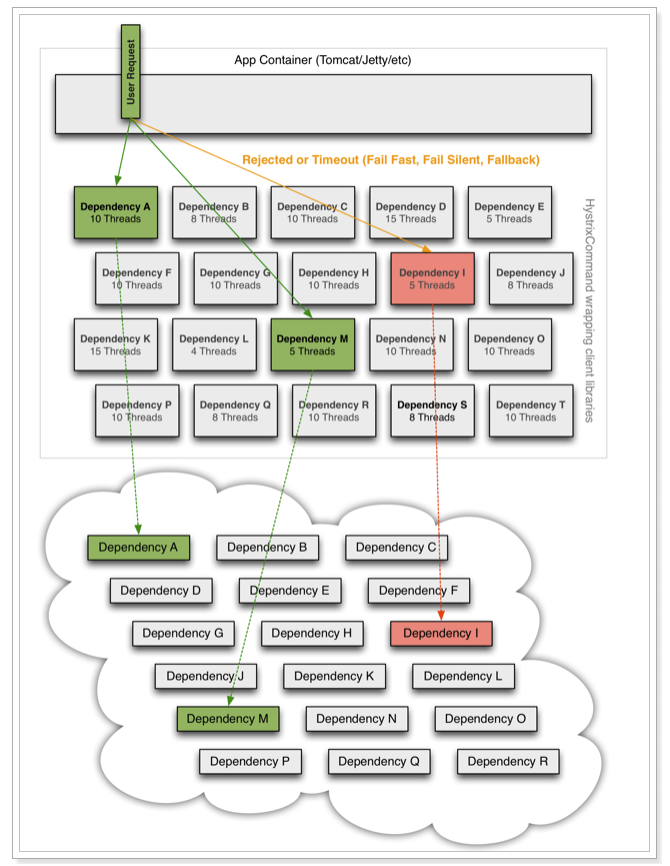 User Request
App Container (Tomcat/Jetty/etc)
Rejected or Timeout (Fail Fast, Fail Silent, Fallback)
Dependency A
10 Threads
Dependency B
8 Threads
Dependency C
10 Threads
Dependency D
15 Threads
Dependency E
5 Threads
Dependency F
10 Threads
Dependency G
10 Threads
Dependency H
10 Threads
Dependency I
5 Threads
Dependency J
8 Threads
Dependency K
15 Threads
Dependency L
4 Threads
Dependency M
5 Threads
Dependency N
10 Threads
Dependency O
10 Threads
Dependency P
10 Threads
Dependency Q
8 Threads
Dependency R
10 Threads
Dependency S
8 Threads
Dependency T
10 Threads
HystrixCommand wrapping client libraries
Dependency A
Dependency B
Dependency C
Dependency D
Dependency E
Dependency F
Dependency G
Dependency H
Dependency I
Dependency J
Dependency K
Dependency L
Dependency M
Dependency N
Dependency O
Dependency P
Dependency Q
Dependency R